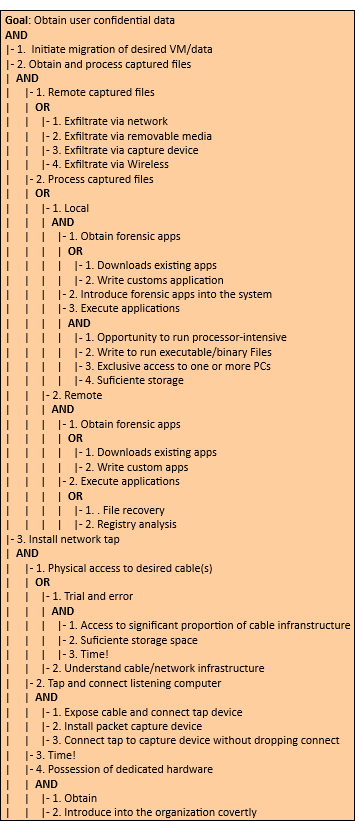 Goal: Obtain user confidential data
AND
|- 1. Initiate migration of desired VM/data
|- 2. Obtain and process captured files
| AND
| |- 1. Remote captured files
| | OR
| | |- 1. Exfiltrate via network
| | |- 2. Exfiltrate via removable media
| | |- 3. Exfiltrate via capture device
| | |- 4. Exfiltrate via Wireless
| |- 2. Process captured files
| | OR
| | |- 1. Local
| | | AND
| | | |- 1. Obtain forensic apps
| | | | OR
| | | | |- 1. Downloads existing apps
| | | | |- 2. Write customs application
| | | |- 2. Introduce forensic apps into the system
| | | |- 3. Execute applications
| | | | AND
| | | | |- 1. Opportunity to run processor-intensive
| | | | |- 2. Write to run executable/binary Files
| | | | |- 3. Exclusive access to one or more PCs
| | | | |- 4. Suficiente storage
| | |- 2. Remote
| | | AND
| | | |- 1. Obtain forensic apps
| | | | OR
| | | | |- 1. Downloads existing apps
| | | | |- 2. Write custom apps
| | | |- 2. Execute applications
| | | | OR
| | | | |- 1. . File recovery
| | | | |- 2. Registry analysis
|- 3. Install network tap
| AND
| |- 1. Physical access to desired cable(s)
| | OR
| | |- 1. Trial and error
| | | AND
| | | |- 1. Access to significant proportion of cable infranstructure
| | | |- 2. Suficiente storage space
| | | |- 3. Time!
| | |- 2. Understand cable/network infrastructure
| |- 2. Tap and connect listening computer
| | AND
| | |- 1. Expose cable and connect tap device
| | |- 2. Install packet capture device
| | |- 3. Connect tap to capture device without dropping connect
| |- 3. Time!
| |- 4. Possession of dedicated hardware
| | AND
| | |- 1. Obtain
| | |- 2. Introduce into the organization covertly